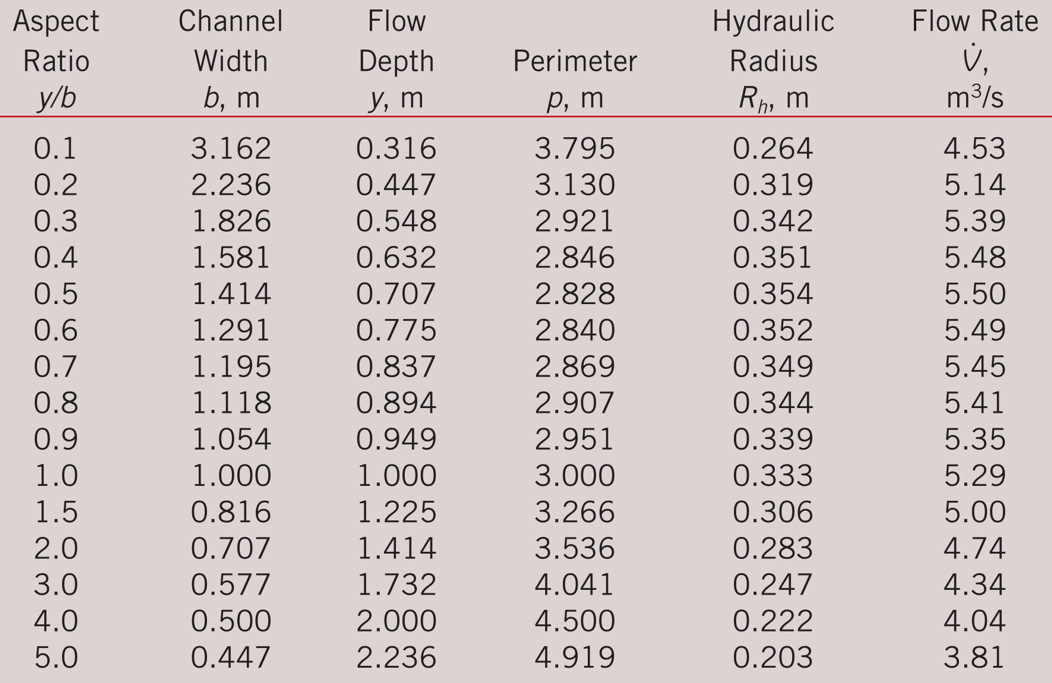 Aspect Channel Flow Hydraulic Flow Rate
Ratio Width Depth Perimeter Radius V̇,
y/b b, m y, m p, m Rₕ, m m³/s
0.1 3.162 0.316 3.795 0.264 4.53
0.2 2.236 0.447 3.130 0.319 5.14
0.3 1.826 0.548 2.921 0.342 5.39
0.4 1.581 0.632 2.846 0.351 5.48
0.5 1.414 0.707 2.828 0.354 5.50
0.6 1.291 0.775 2.840 0.352 5.49
0.7 1.195 0.837 2.869 0.349 5.45
0.8 1.118 0.894 2.907 0.344 5.41
0.9 1.054 0.949 2.951 0.339 5.35
1.0 1.000 1.000 3.000 0.333 5.29
1.5 0.816 1.225 3.266 0.306 5.00
2.0 0.707 1.414 3.536 0.283 4.74
3.0 0.577 1.732 4.041 0.247 4.34
4.0 0.500 2.000 4.500 0.222 4.04
5.0 0.447 2.236 4.919 0.203 3.81